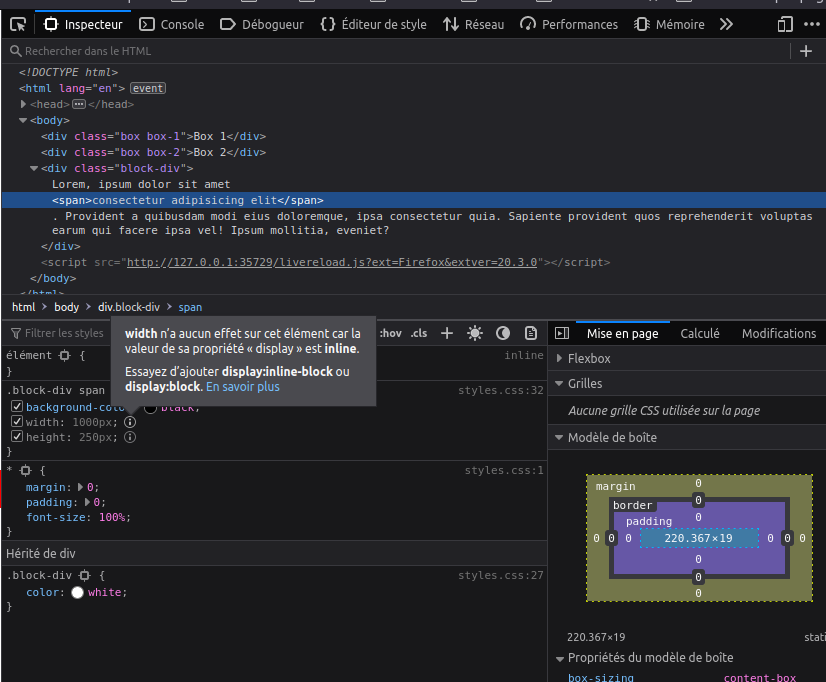 Inspecteur Console Débogueur {} Éditeur de style Réseau Performances Mémoire
Rechercher dans le HTML +
<!DOCTYPE html>
<html lang="en"> event
<head> ••• </head>
<body>
<div class="box box-1">Box 1</div>
<div class="box box-2">Box 2</div>
<div class="block-div">
Lorem, ipsum dolor sit amet
<span>consectetur adipisicing elit</span>
. Provident a quibusdam modi eius doloremque, ipsa consectetur quia. Sapiente provident quos reprehenderit voluptas
earum qui facere ipsa vel! Ipsum mollitia, eveniet?
</div>
<script src="http://127.0.0.1:35729/livereload.js?ext=Firefox&extver=20.3.0"></script>
</body>
</html>
html > body > div.block-div > span
Filtrer les styles :hov .cls +
width n’a aucun effet sur cet élément car la
valeur de sa propriété « display » est inline.
Essayez d’ajouter display:inline-block ou
display:block. En savoir plus
élément { inline
}
.block-div span styles.css:32
background-colo black;
width: 1000px;
height: 250px;
}
* { styles.css:1
margin: 0;
padding: 0;
font-size: 100%;
}
Hérité de div
.block-div { styles.css:27
color: white;
}
Mise en page Calculé Modifications
Flexbox
Grilles
Aucune grille CSS utilisée sur la page
Modèle de boîte
margin 0
border 0
padding 0
0 0 0 220.367×19 0 0 0
0
0
0
220.367×19 stati
Propriétés du modèle de boîte
box-sizing content-box